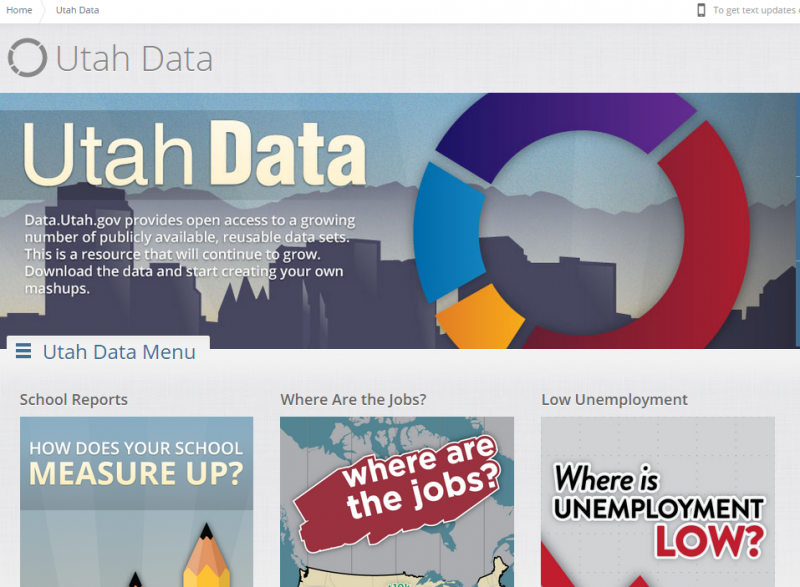 Home Utah Data
To get text updates
Utah Data
Utah Data
Data.Utah.gov provides open access to a growing
number of publicly available, reusable data sets.
This is a resource that will continue to grow.
Download the data and start creating your own
mashups.
Utah Data Menu
School Reports
HOW DOES YOUR SCHOOL
MEASURE UP?
Where Are the Jobs?
where are
the jobs?
Low Unemployment
Where is
UNEMPLOYMENT
LOW?